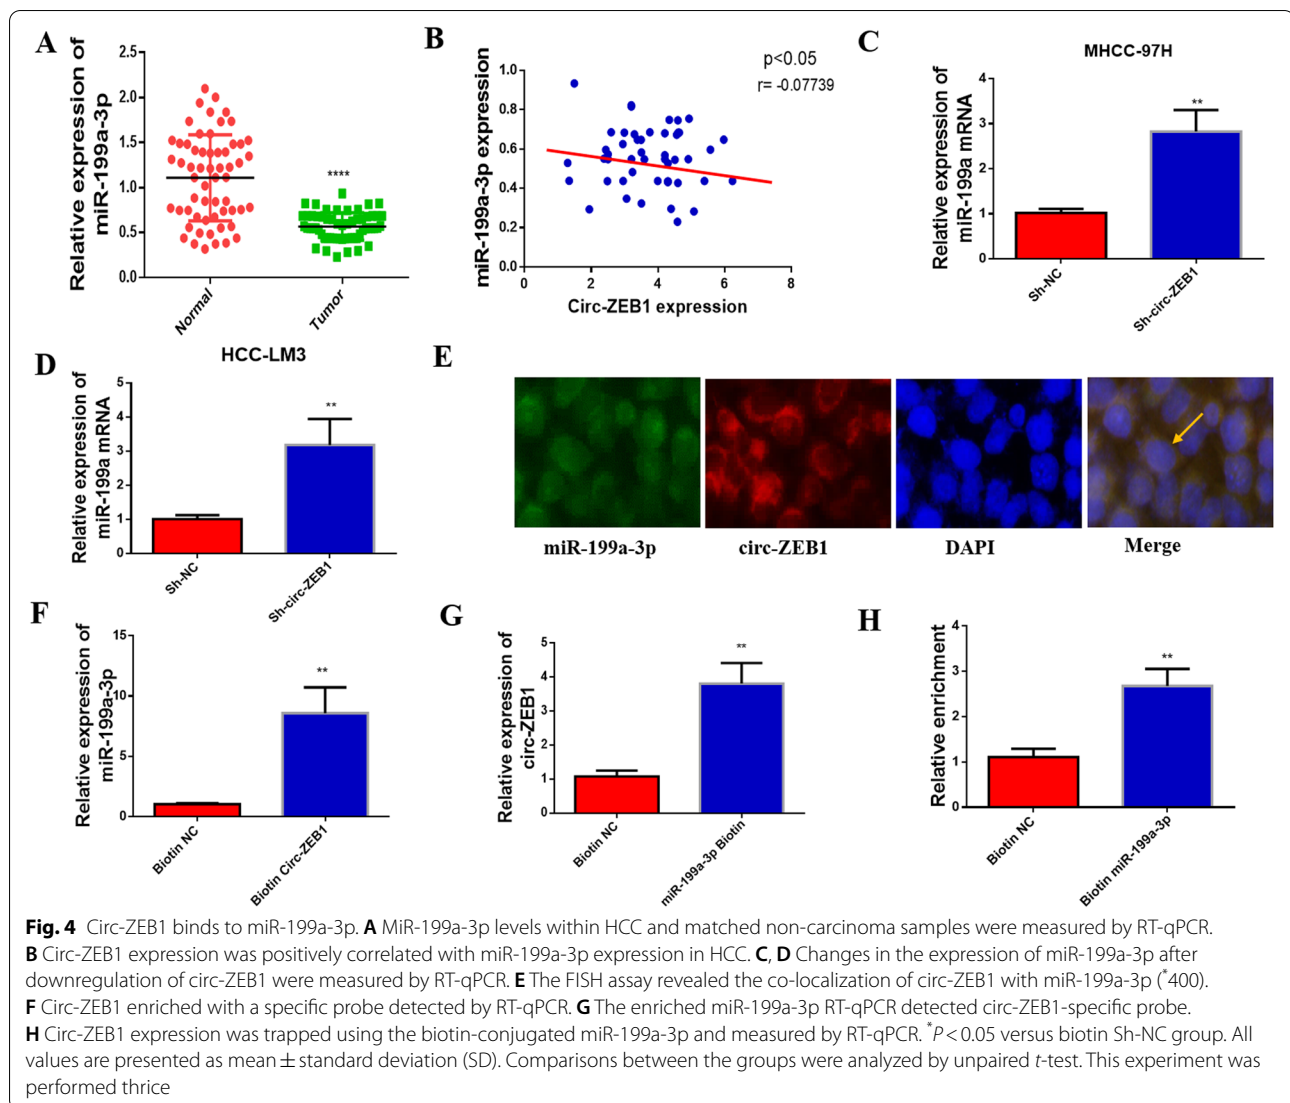 A
Relative expression of
miR-199a-3p
2.5
2.0
1.5
1.0
0.5
0.0
****
Normal
Tumor
B
miR-199a-3p expression
1.0
0.8
0.6
0.4
0.2
0.0
p<0.05
r= -0.07739
0
2
4
6
8
Circ-ZEB1 expression
C
MHCC-97H
Relative expression of
miR-199a mRNA
4
3
2
1
0
**
Sh-NC
Sh-circ-ZEB1
D
HCC-LM3
Relative expression of
miR-199a mRNA
5
4
3
2
1
0
**
Sh-NC
Sh-circ-ZEB1
E
miR-199a-3p
circ-ZEB1
DAPI
Merge
F
Relative expression of
miR-199a-3p
15
10
5
0
**
Biotin NC
Biotin Circ-ZEB1
G
Relative expression of
circ-ZEB1
5
4
3
2
1
0
**
Biotin NC
miR-199a-3p Biotin
H
Relative enrichment
4
3
2
1
0
**
Biotin NC
Biotin miR-199a-3p
Fig. 4 Circ-ZEB1 binds to miR-199a-3p. A MiR-199a-3p levels within HCC and matched non-carcinoma samples were measured by RT-qPCR.
B Circ-ZEB1 expression was positively correlated with miR-199a-3p expression in HCC. C, D Changes in the expression of miR-199a-3p after
downregulation of circ-ZEB1 were measured by RT-qPCR. E The FISH assay revealed the co-localization of circ-ZEB1 with miR-199a-3p (*400).
F Circ-ZEB1 enriched with a specific probe detected by RT-qPCR. G The enriched miR-199a-3p RT-qPCR detected circ-ZEB1-specific probe.
H Circ-ZEB1 expression was trapped using the biotin-conjugated miR-199a-3p and measured by RT-qPCR. *P < 0.05 versus biotin Sh-NC group. All
values are presented as mean ± standard deviation (SD). Comparisons between the groups were analyzed by unpaired t-test. This experiment was
performed thrice